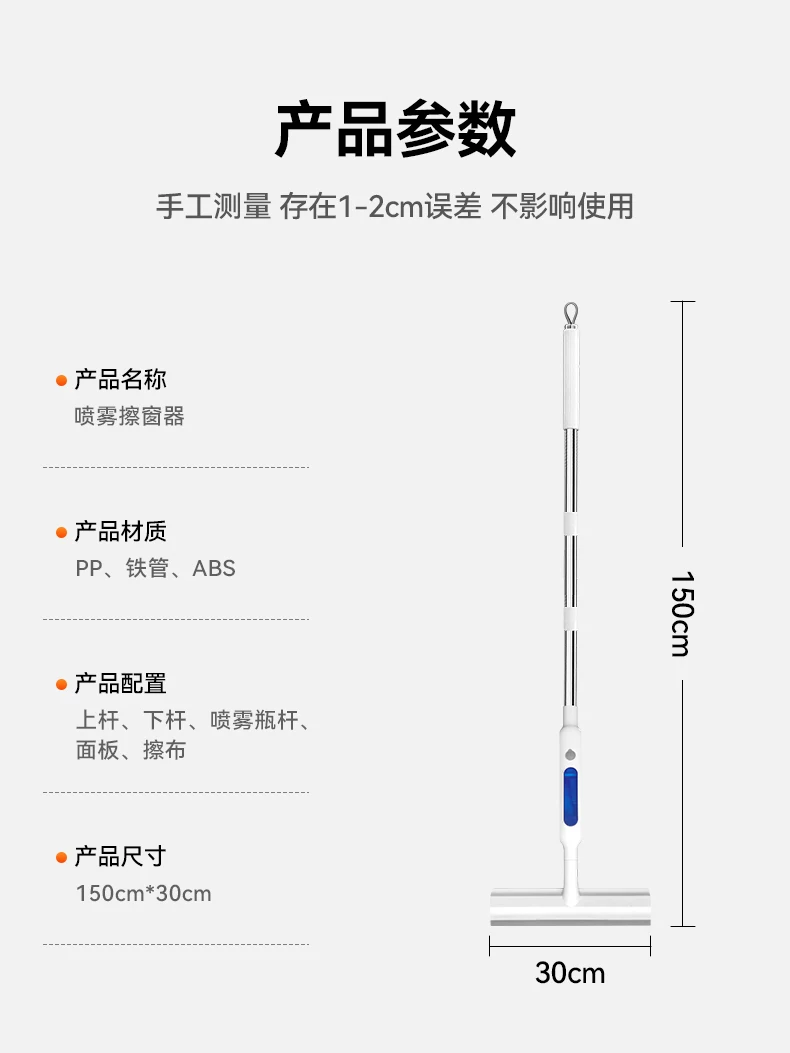 产品参数
手工测量 存在1-2cm误差 不影响使用
产品名称
喷雾擦窗器
产品材质
PP、铁管、ABS
产品配置
上杆、下杆、喷雾瓶杆、
面板、擦布
产品尺寸
150cm*30cm
150cm
30cm